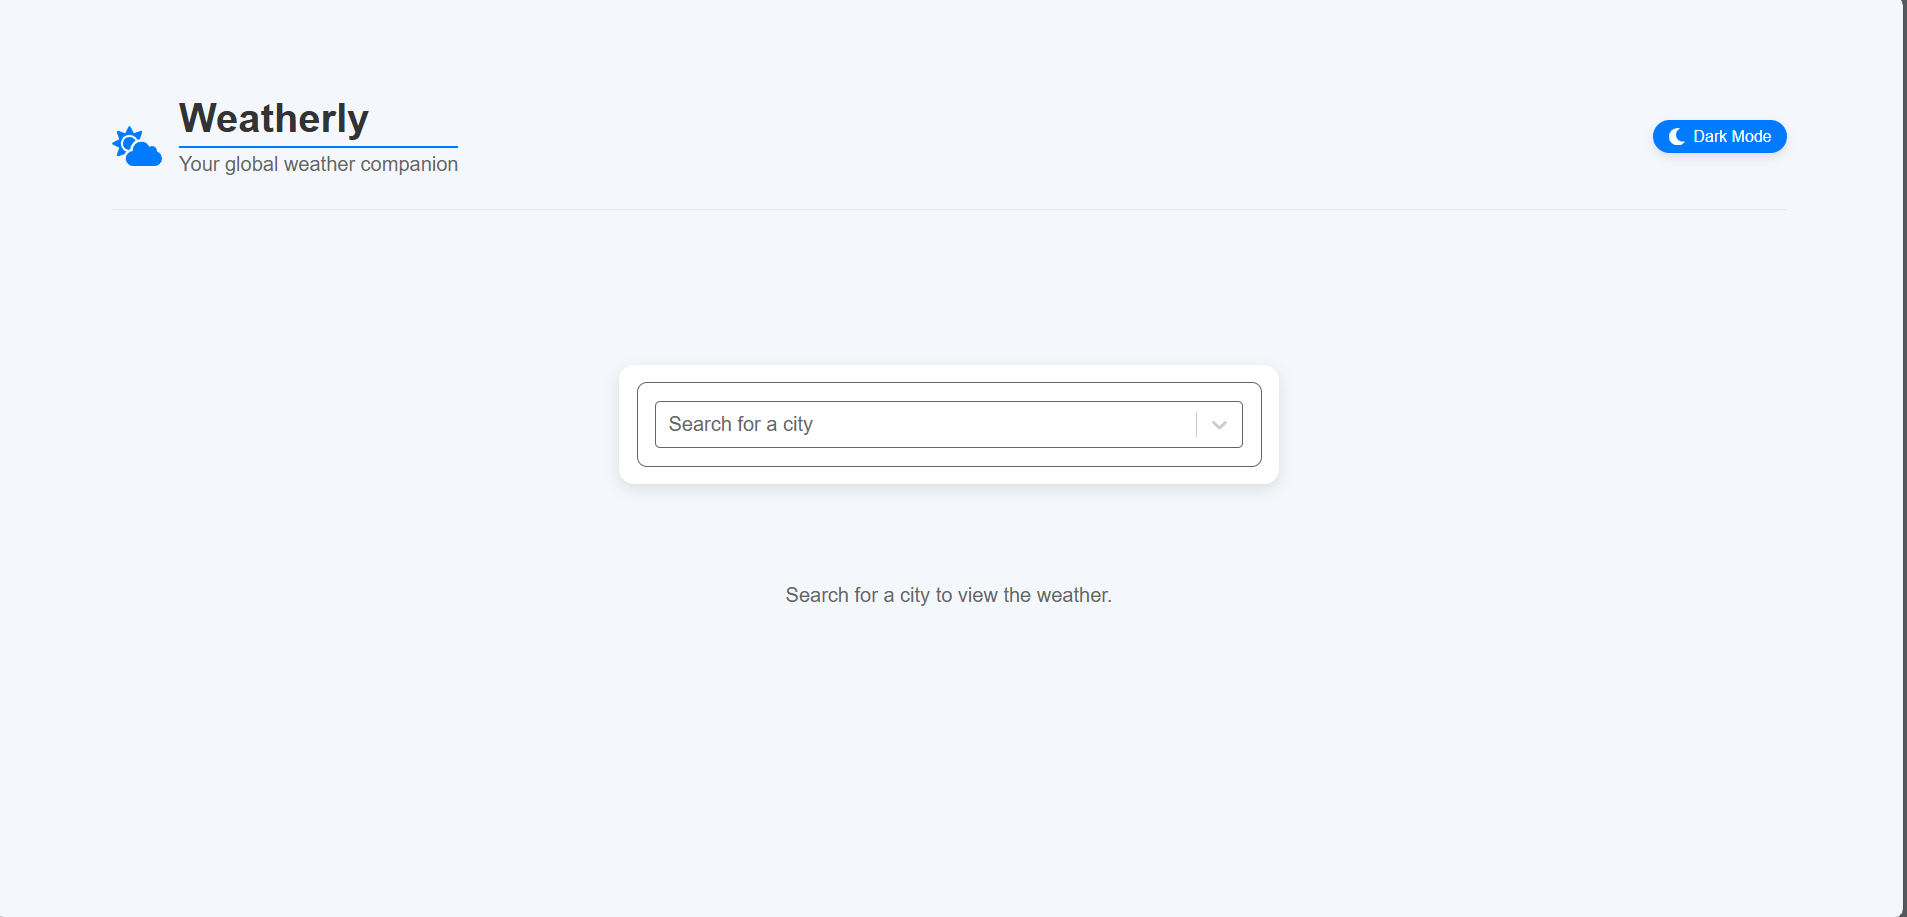 Weatherly
Your global weather companion
Dark Mode
Search for a city
Search for a city to view the weather.